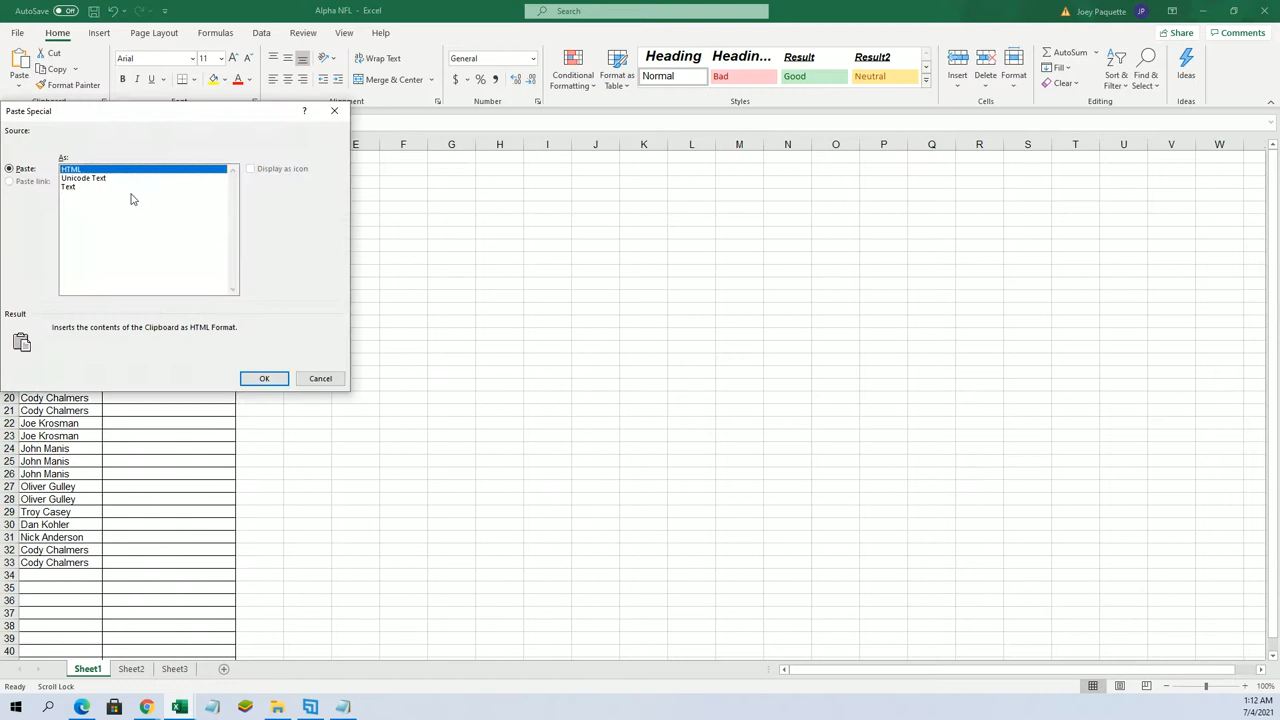 AutoSave Off
Alpha NFL - Excel
Search
Joey Paquette JP
File Home Insert Page Layout Formulas Data Review View Help
Share Comments
Paste
Cut
Copy
Format Painter
Arial 11
B I U
Wrap Text
Merge & Center
General
$ %
Conditional Formatting
Format as Table
Heading Headin... Result Result2
Normal Bad Good Neutral
Insert Delete Format
AutoSum
Fill
Clear
Sort & Filter
Find & Select
Ideas
Alignment Number Styles Cells Editing Ideas
Paste Special ?
Source:
As:
Paste:
Paste link:
HTML
Unicode Text
Text
Display as icon
Result
Inserts the contents of the Clipboard as HTML Format.
OK Cancel
E F G H I J K L M N O P Q R S T U V W
20 Cody Chalmers
21 Cody Chalmers
22 Joe Krosman
23 Joe Krosman
24 John Manis
25 John Manis
26 John Manis
27 Oliver Gulley
28 Oliver Gulley
29 Troy Casey
30 Dan Kohler
31 Nick Anderson
32 Cody Chalmers
33 Cody Chalmers
34
35
36
37
38
39
40
Sheet1 Sheet2 Sheet3
Ready Scroll Lock
100%
1:12 AM
7/4/2021